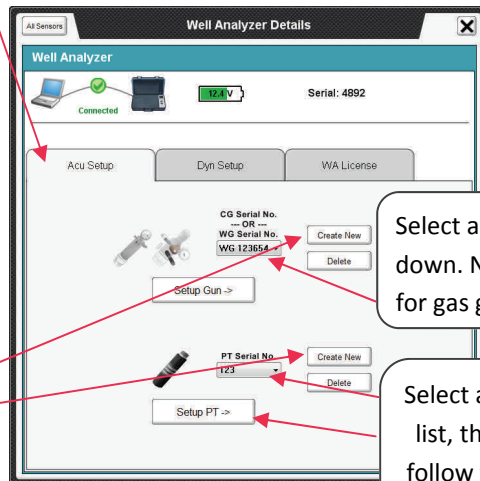 All Sensors
Well Analyzer Details
Well Analyzer
Connected
12.4 V
Serial: 4892
Acu Setup
Dyn Setup
WA License
CG Serial No.
--- OR ---
WG Serial No.
WG 123654
Create New
Delete
Setup Gun ->
Select a
down. N
for gas g
PT Serial No.
123
Create New
Delete
Setup PT ->
Select a
list, th
follow